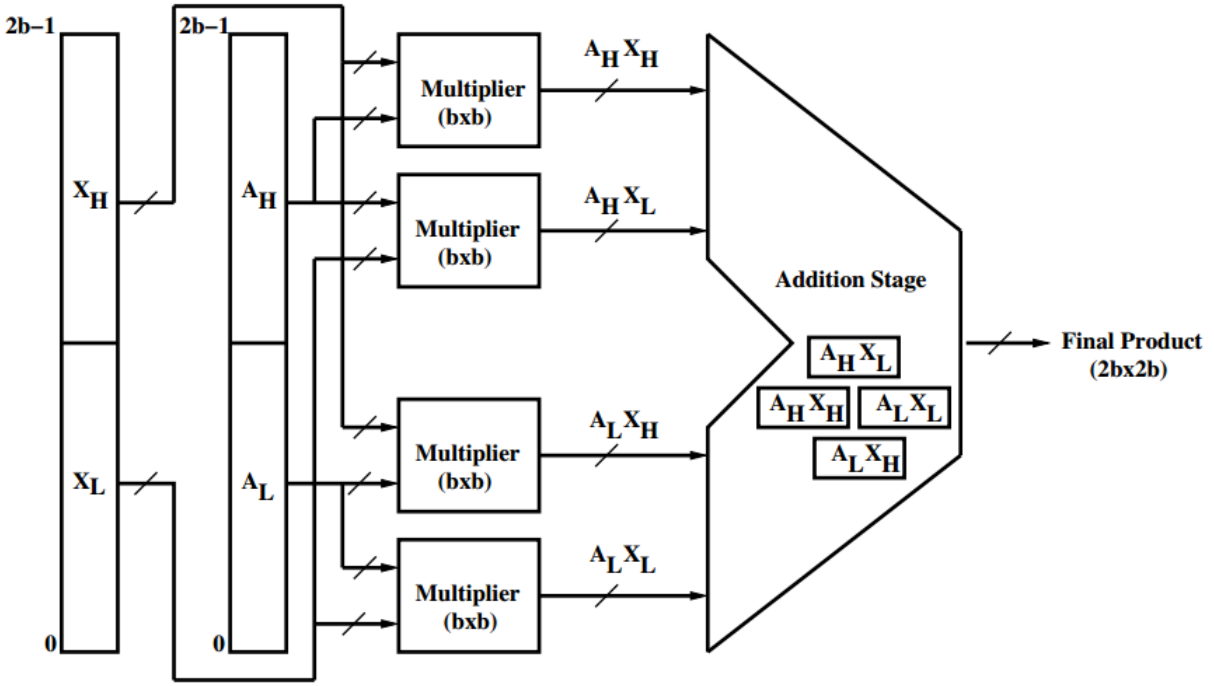 2b−1
2b−1
X_H
A_H
X_L
A_L
0
0
Multiplier
(bxb)
Multiplier
(bxb)
Multiplier
(bxb)
Multiplier
(bxb)
A_H X_H
A_H X_L
A_L X_H
A_L X_L
Addition Stage
A_H X_L
A_H X_H
A_L X_L
A_L X_H
Final Product
(2bx2b)